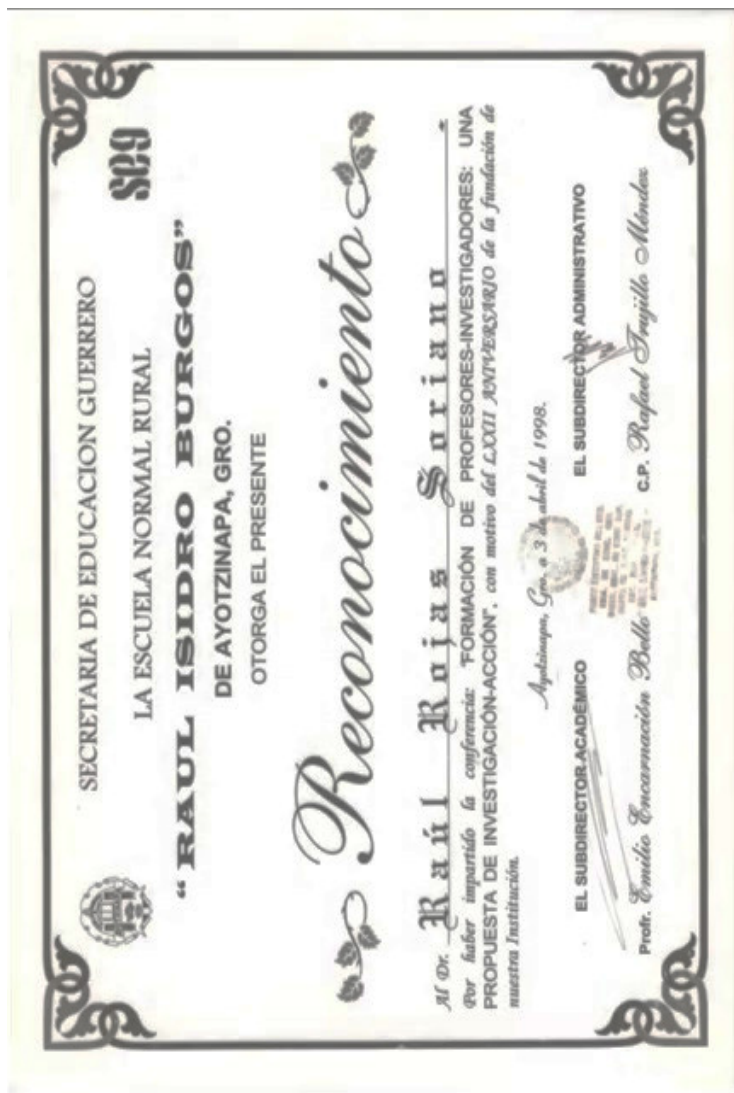 SECRETARIA DE EDUCACION GUERRERO
seg
LA ESCUELA NORMAL RURAL
“RAUL ISIDRO BURGOS”
DE AYOTZINAPA, GRO.
OTORGA EL PRESENTE
Reconocimiento
Al Dr. Raúl Rojas Soriano.
Por haber impartido la conferencia: "FORMACIÓN DE PROFESORES-INVESTIGADORES: UNA
PROPUESTA DE INVESTIGACIÓN-ACCIÓN", con motivo del LXXII ANIVERSARIO de la fundación de
nuestra Institución.
Ayotzinapa, Gro. a 3 de abril de 1998.
EL SUBDIRECTOR ACADÉMICO
EL SUBDIRECTOR ADMINISTRATIVO
Profr. Emilio Encarnación Bello
C.P. Rafael Trujillo Méndez